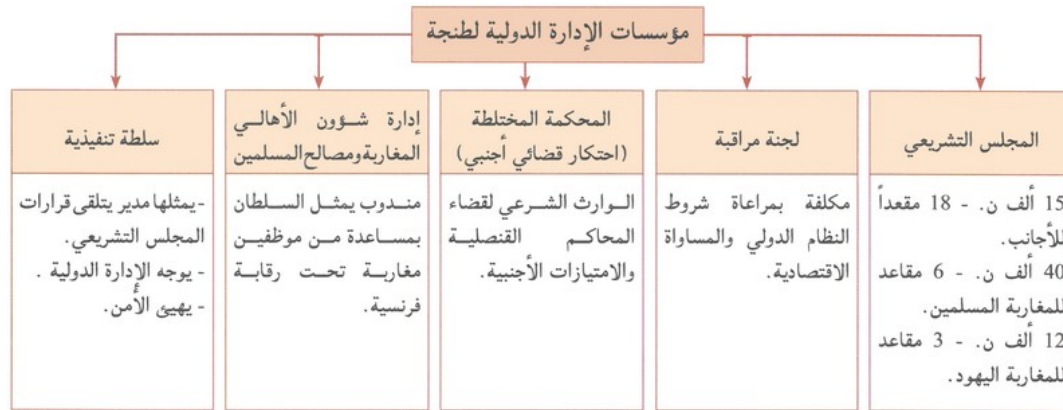 مؤسسات الإدارة الدولية لطنجة
المجلس التشريعي
15 ألف ن. - 18 مقعداً
للأجانب.
40 ألف ن. - 6 مقاعد
للمغاربة المسلمين.
12 ألف ن. - 3 مقاعد
للمغاربة اليهود.
لجنة مراقبة
مكلفة بمراعاة شروط
النظام الدولي والمساواة
الاقتصادية.
المحكمة المختلطة
(احتكار قضائي أجنبي)
الوارث الشرعي لقضاء
المحاكم القنصلية
والامتيازات الأجنبية.
إدارة شؤون الأهالي
المغاربة ومصالح المسلمين
مندوب يمثل السلطان
بمساعدة من موظفين
مغاربة تحت رقابة
فرنسية.
سلطة تنفيذية
- يمثلها مدير يتلقى قرارات
المجلس التشريعي.
- يوجه الإدارة الدولية .
- يهيئ الأمن.